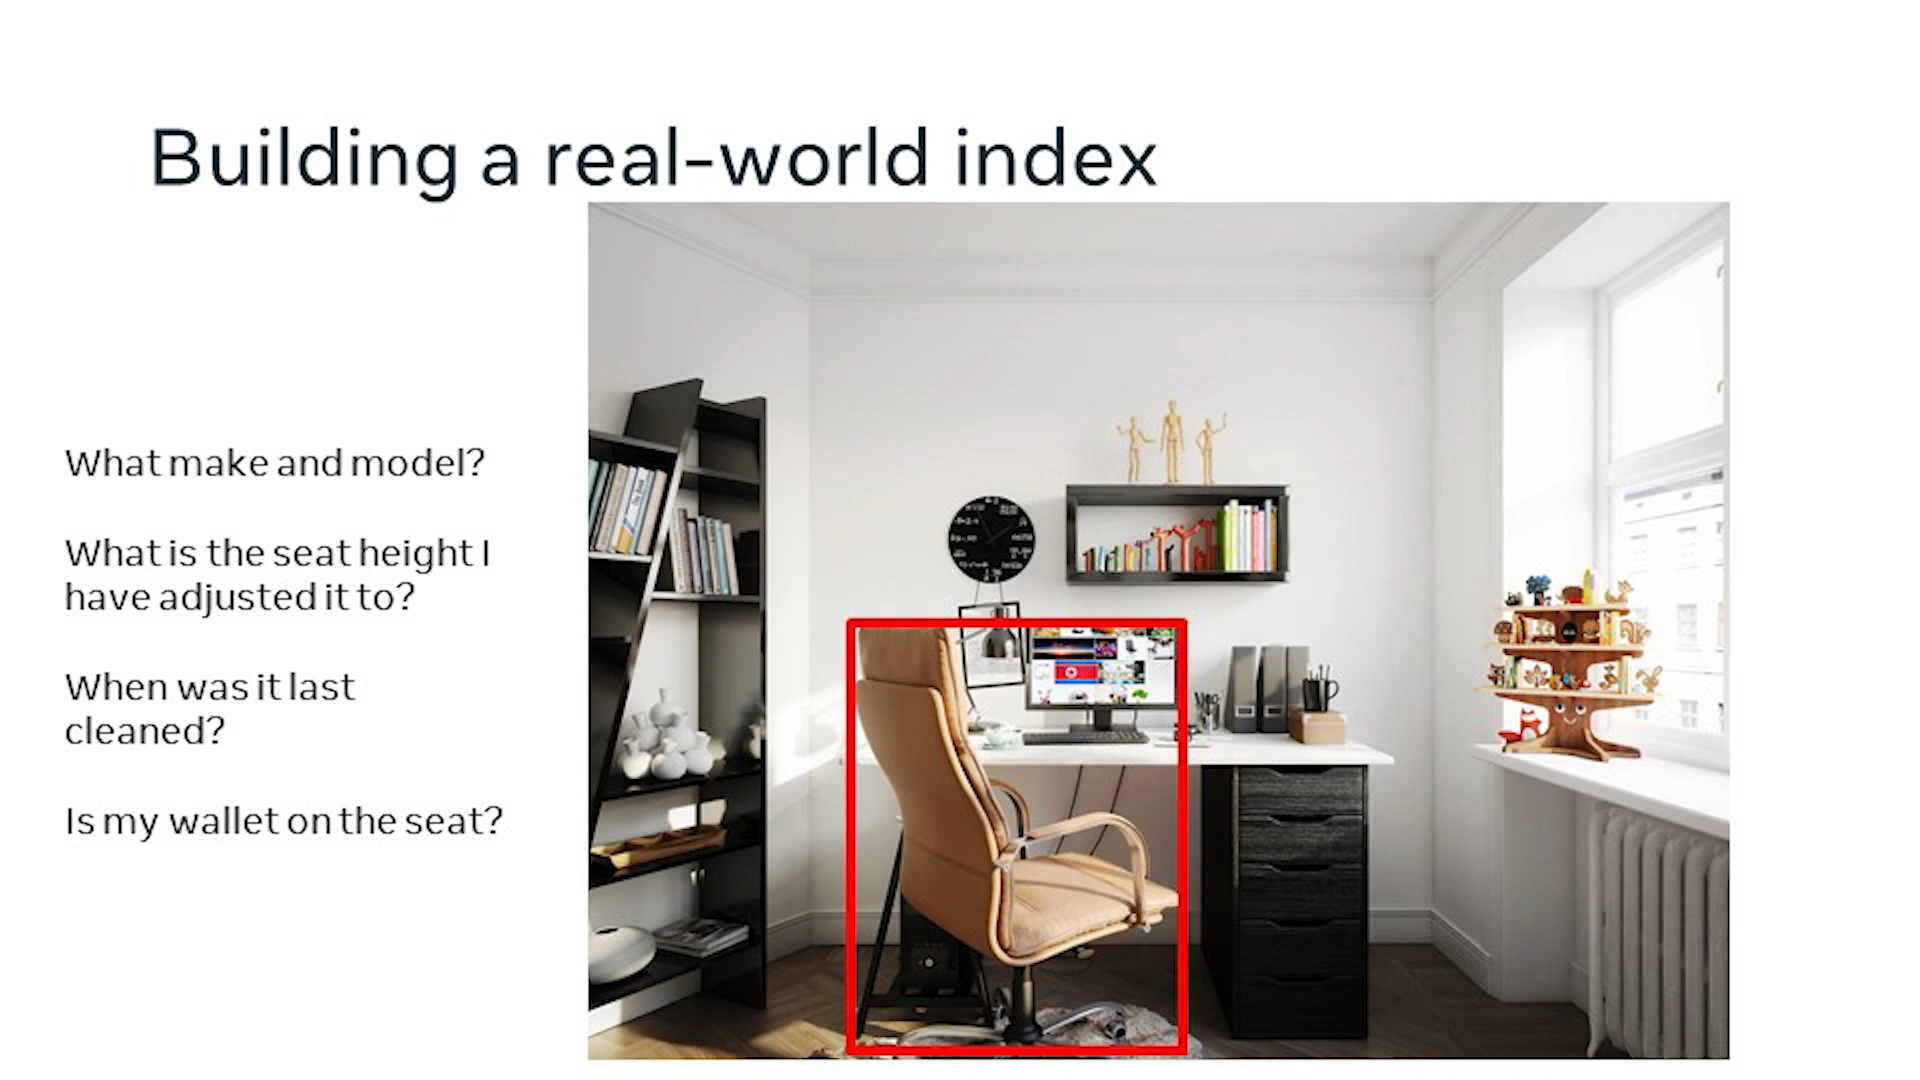 Building a real-world index
What make and model?
What is the seat height I
have adjusted it to?
When was it last
cleaned?
Is my wallet on the seat?